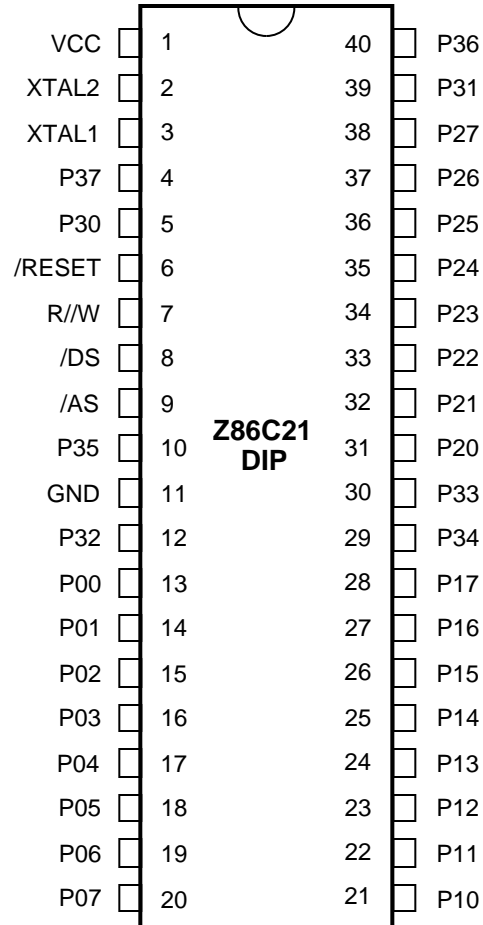 VCC 1 40 P36
XTAL2 2 39 P31
XTAL1 3 38 P27
P37 4 37 P26
P30 5 36 P25
/RESET 6 35 P24
R//W 7 34 P23
/DS 8 33 P22
/AS 9 32 P21
Z86C21
DIP
P35 10 31 P20
GND 11 30 P33
P32 12 29 P34
P00 13 28 P17
P01 14 27 P16
P02 15 26 P15
P03 16 25 P14
P04 17 24 P13
P05 18 23 P12
P06 19 22 P11
P07 20 21 P10